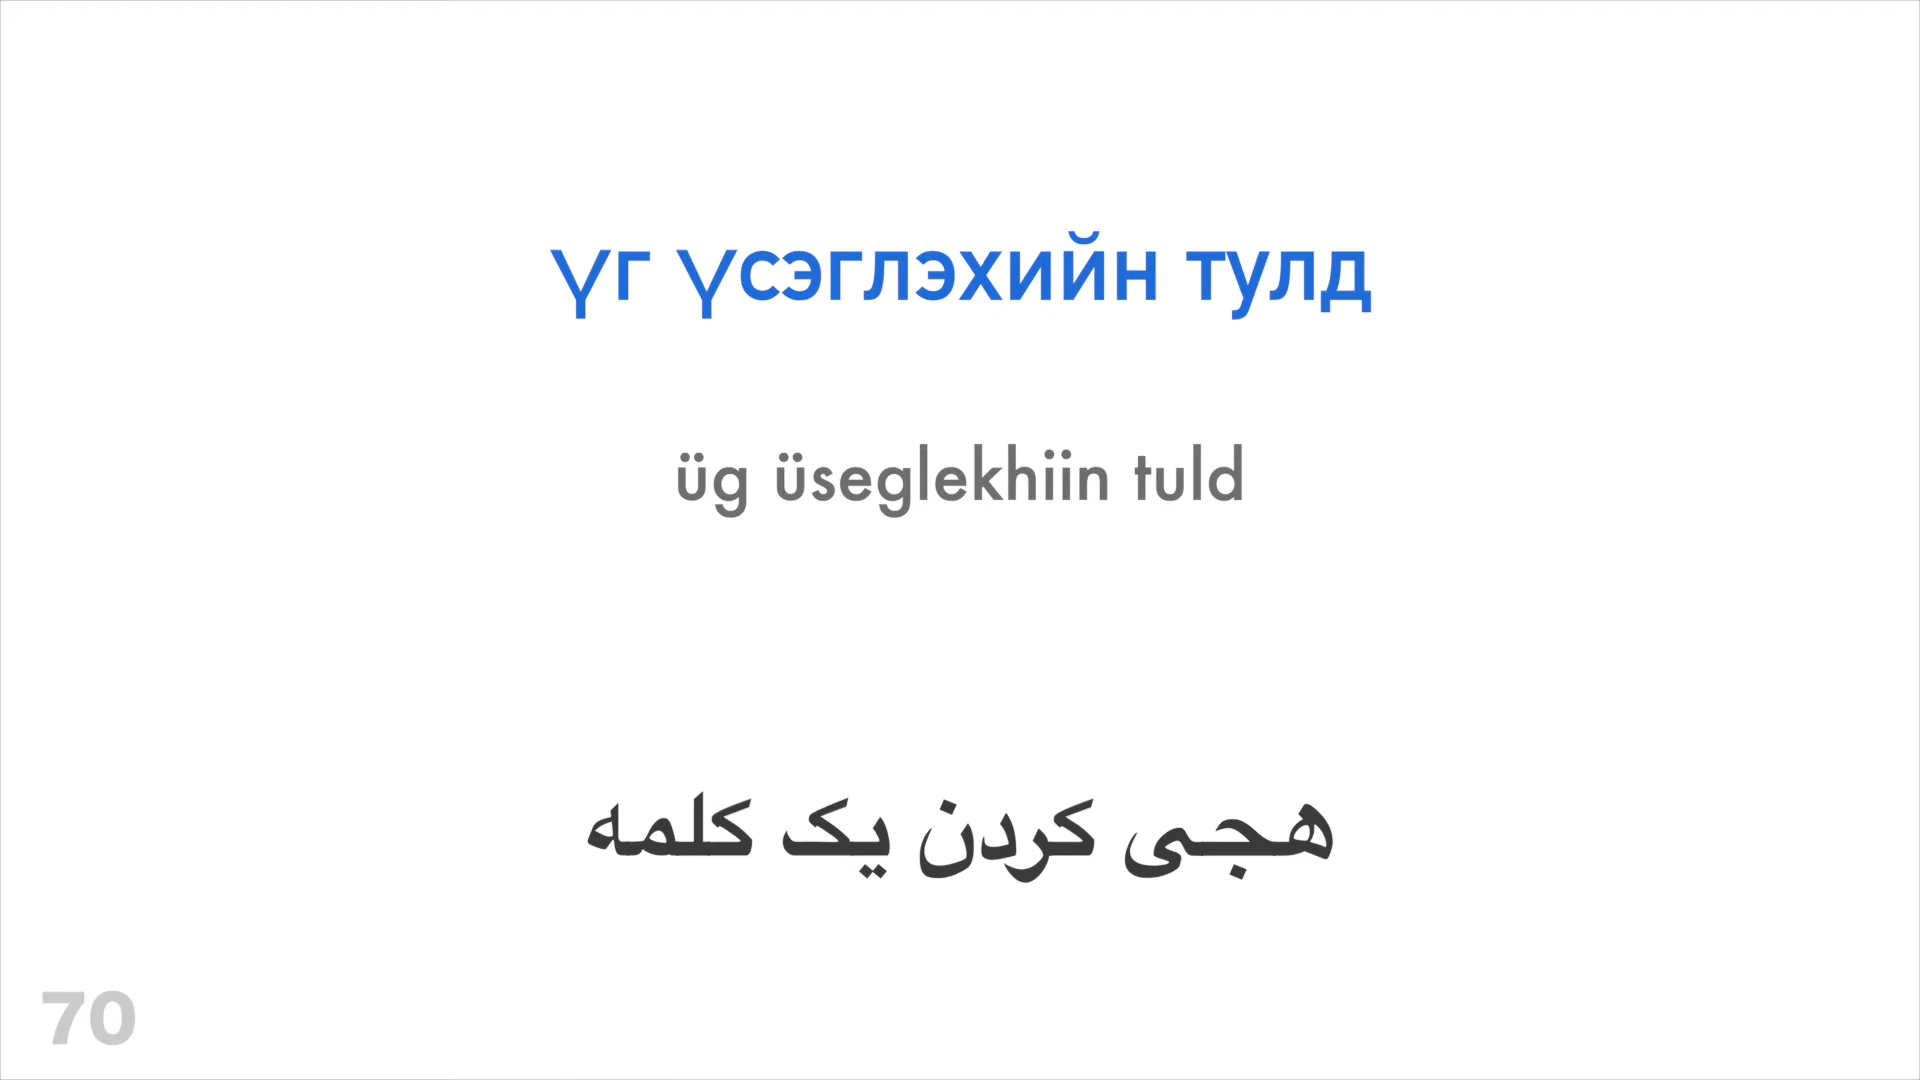 үг үсэглэхийн тулд
üg üseglekhiin tuld
هجی کردن یک کلمه
70